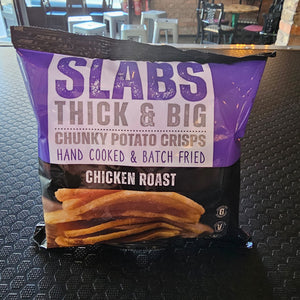 SLABS
THICK & BIG
CHUNKY POTATO CRISPS
HAND COOKED & BATCH FRIED
CHICKEN ROAST
G
V